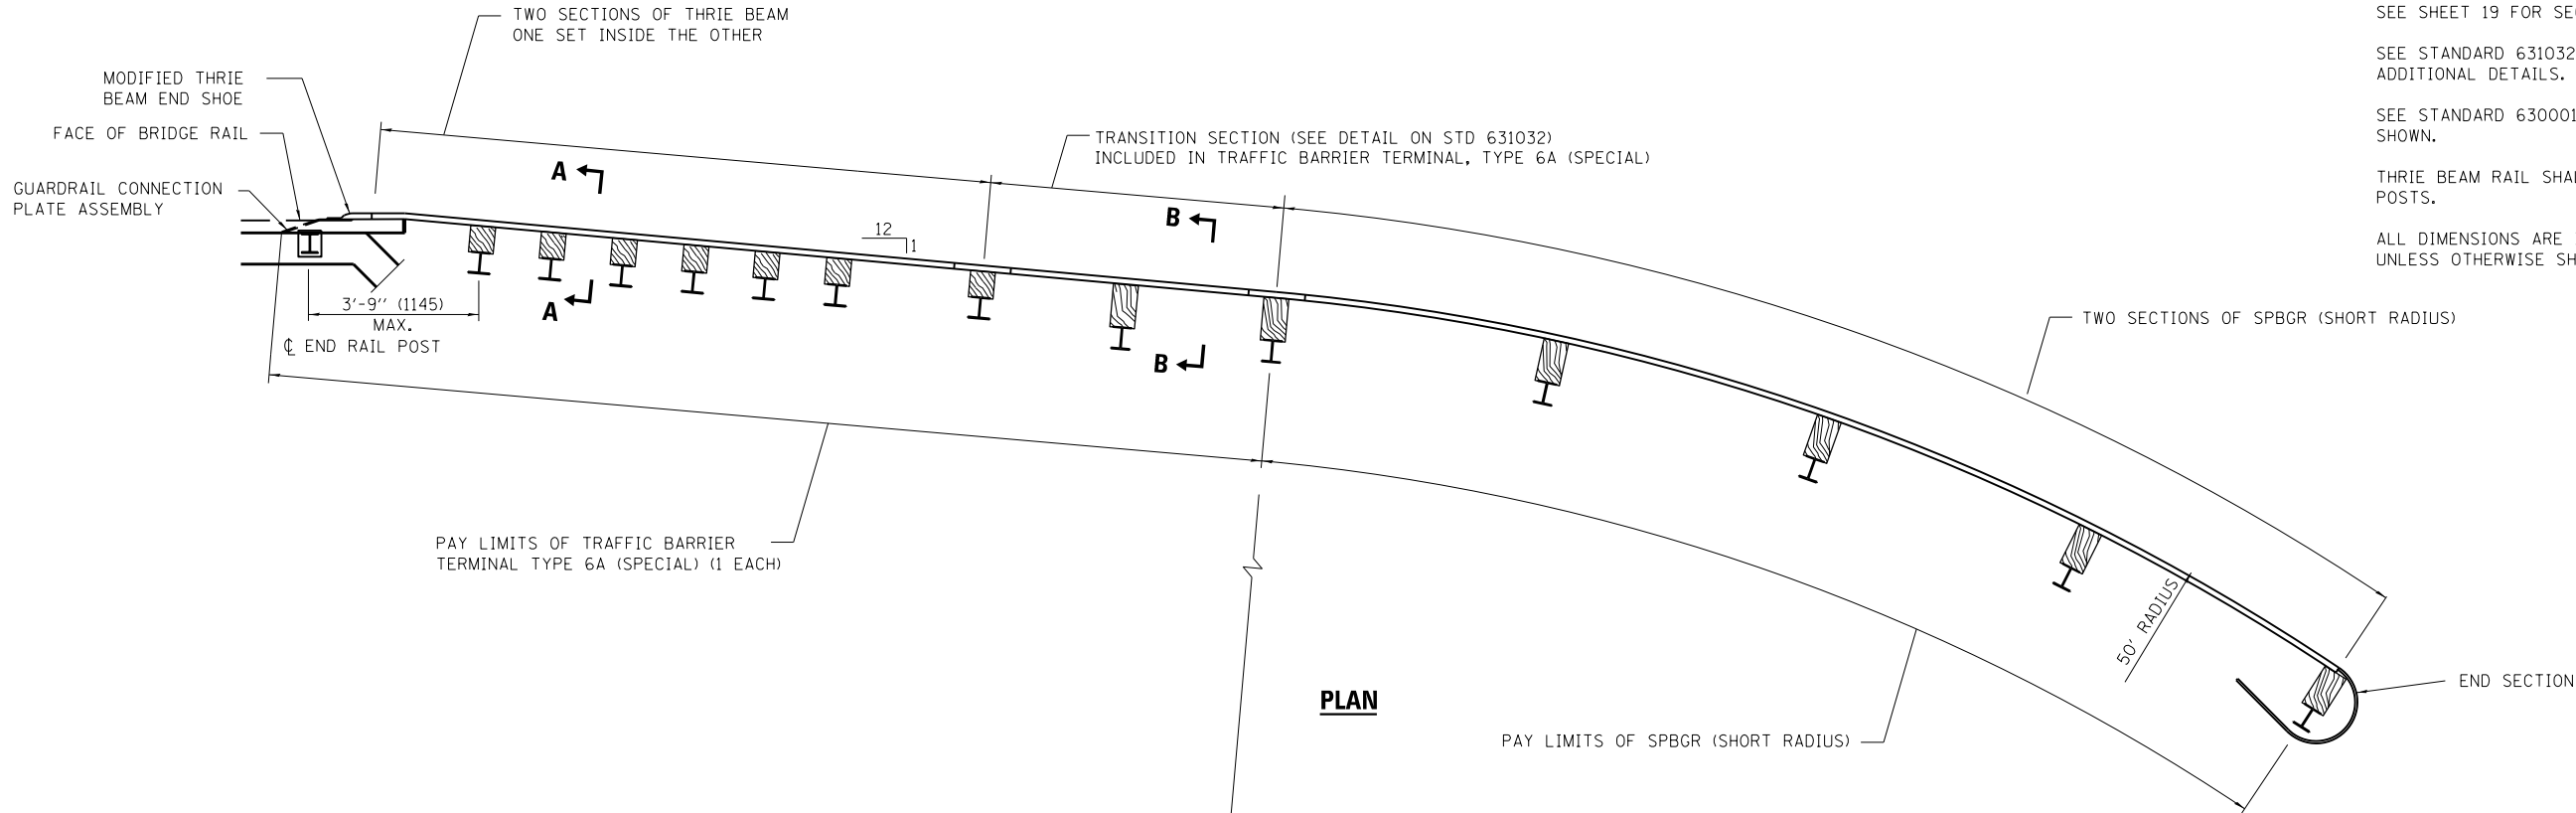 TWO SECTIONS OF THRIE BEAM
ONE SET INSIDE THE OTHER
MODIFIED THRIE
BEAM END SHOE
FACE OF BRIDGE RAIL
GUARDRAIL CONNECTION
PLATE ASSEMBLY
A
A
3'-9'' (1145)
MAX.
℄ END RAIL POST
12
1
TRANSITION SECTION (SEE DETAIL ON STD 631032)
INCLUDED IN TRAFFIC BARRIER TERMINAL, TYPE 6A (SPECIAL)
B
B
SEE SHEET 19 FOR
SEE STANDARD 631032
ADDITIONAL DETAILS.
SEE STANDARD 630001
SHOWN.
THRIE BEAM RAIL
POSTS.
ALL DIMENSIONS ARE
UNLESS OTHERWISE
TWO SECTIONS OF SPBGR (SHORT RADIUS)
PAY LIMITS OF TRAFFIC BARRIER
TERMINAL TYPE 6A (SPECIAL) (1 EACH)
50' RADIUS
END SECTION
PLAN
PAY LIMITS OF SPBGR (SHORT RADIUS)